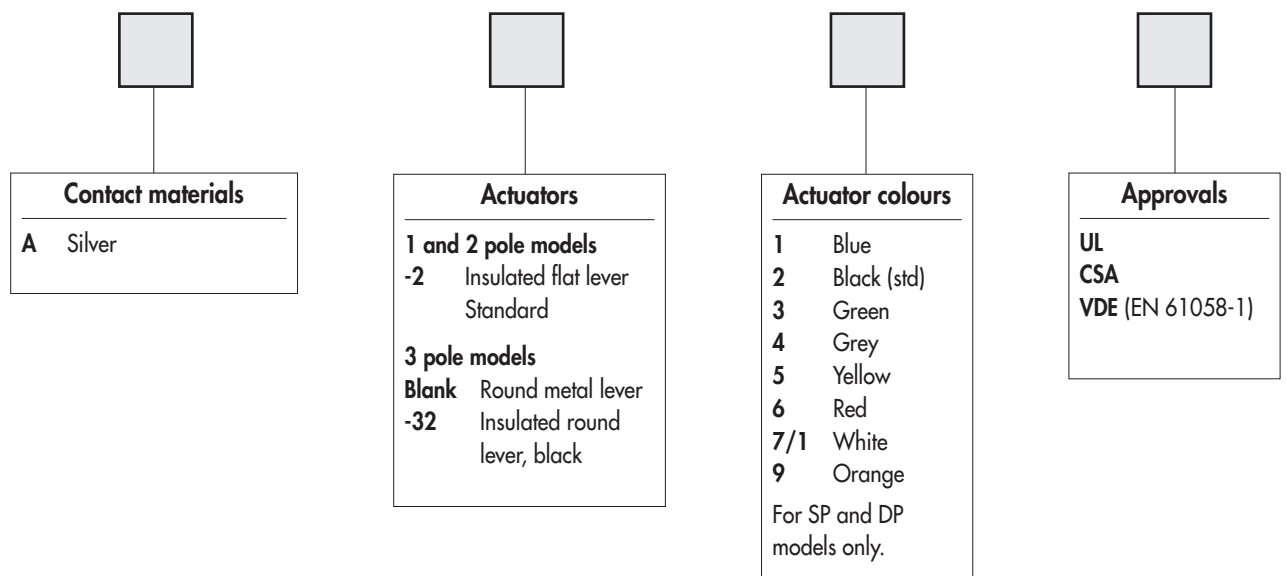 Contact materials
A Silver
Actuators
1 and 2 pole models
-2 Insulated flat lever
Standard
3 pole models
Blank Round metal lever
-32 Insulated round
lever, black
Actuator colours
1 Blue
2 Black (std)
3 Green
4 Grey
5 Yellow
6 Red
7/1 White
9 Orange
For SP and DP
models only.
Approvals
UL
CSA
VDE (EN 61058-1)